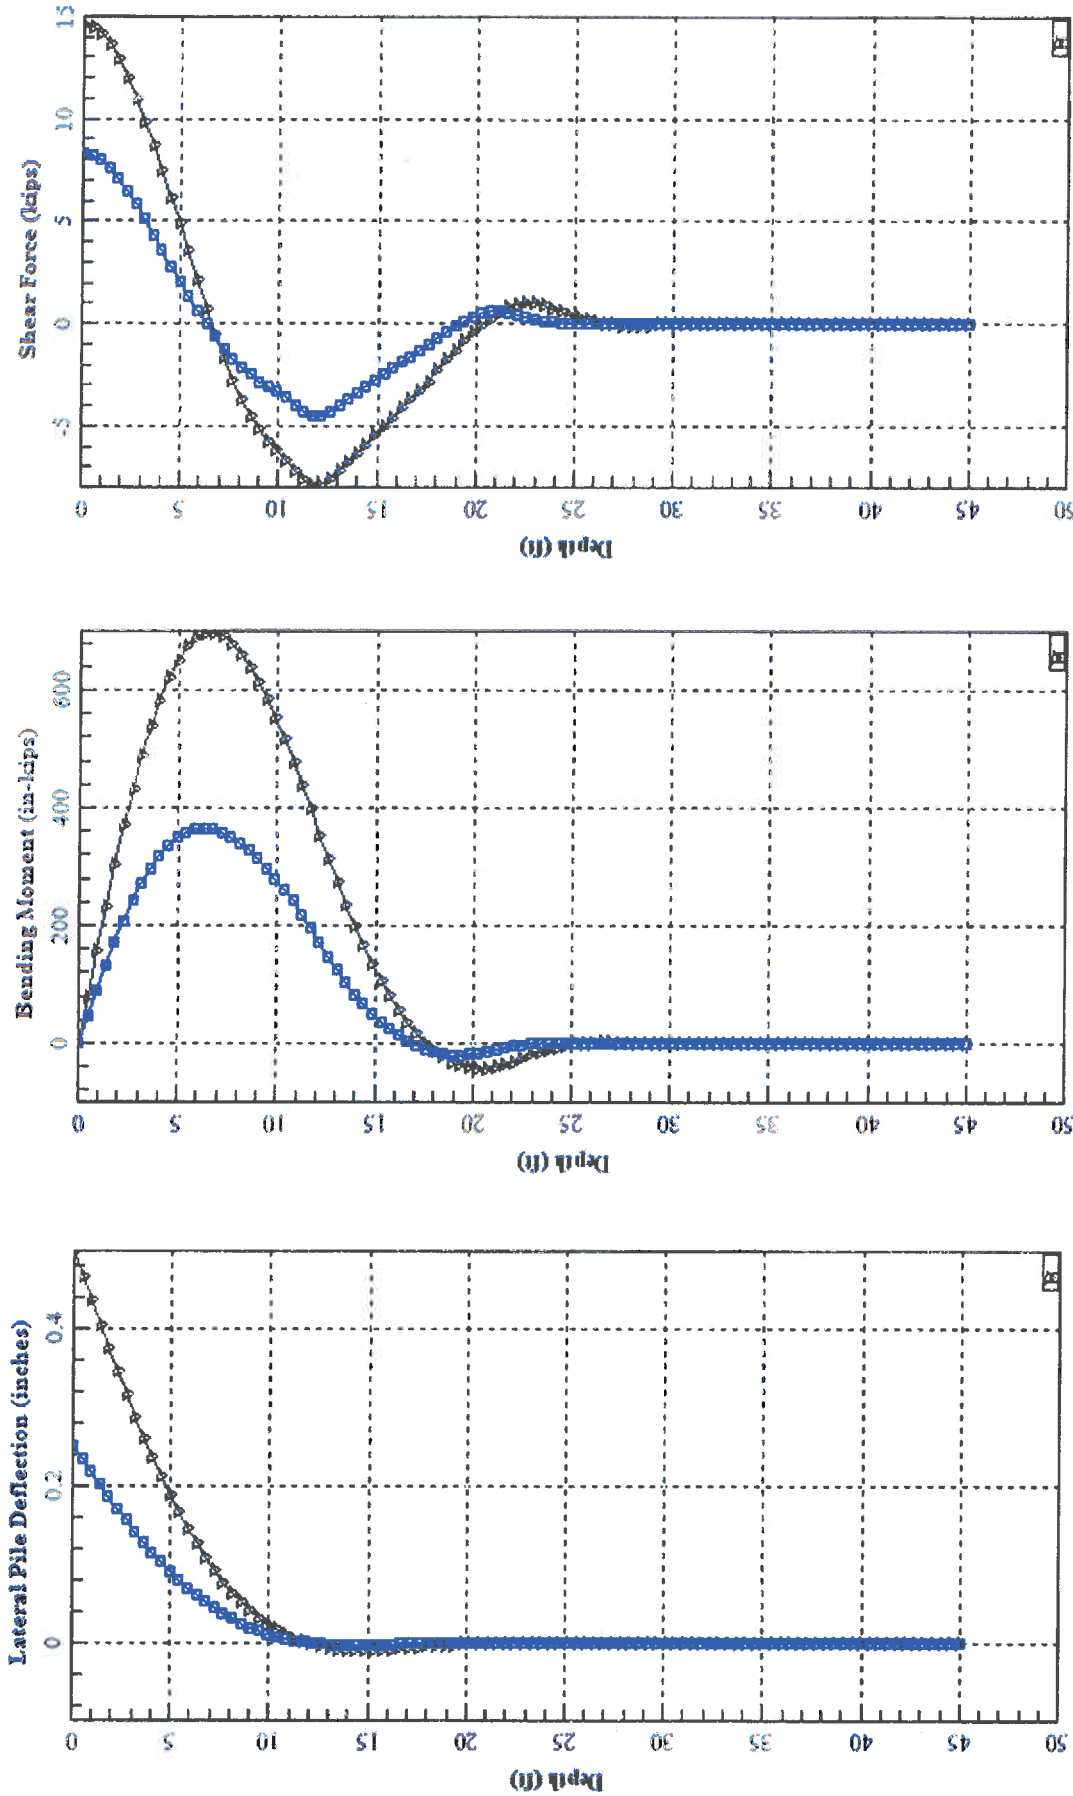 Shear Force (kips)
-5 0 5 10 15
0 5 10 15 20 25 30 35 40 45 50
Depth (ft)
Bending Moment (in-kips)
0 200 400 600
0 5 10 15 20 25 30 35 40 45 50
Depth (ft)
Lateral Pile Deflection (inches)
0 0.2 0.4
0 5 10 15 20 25 30 35 40 45 50
Depth (ft)